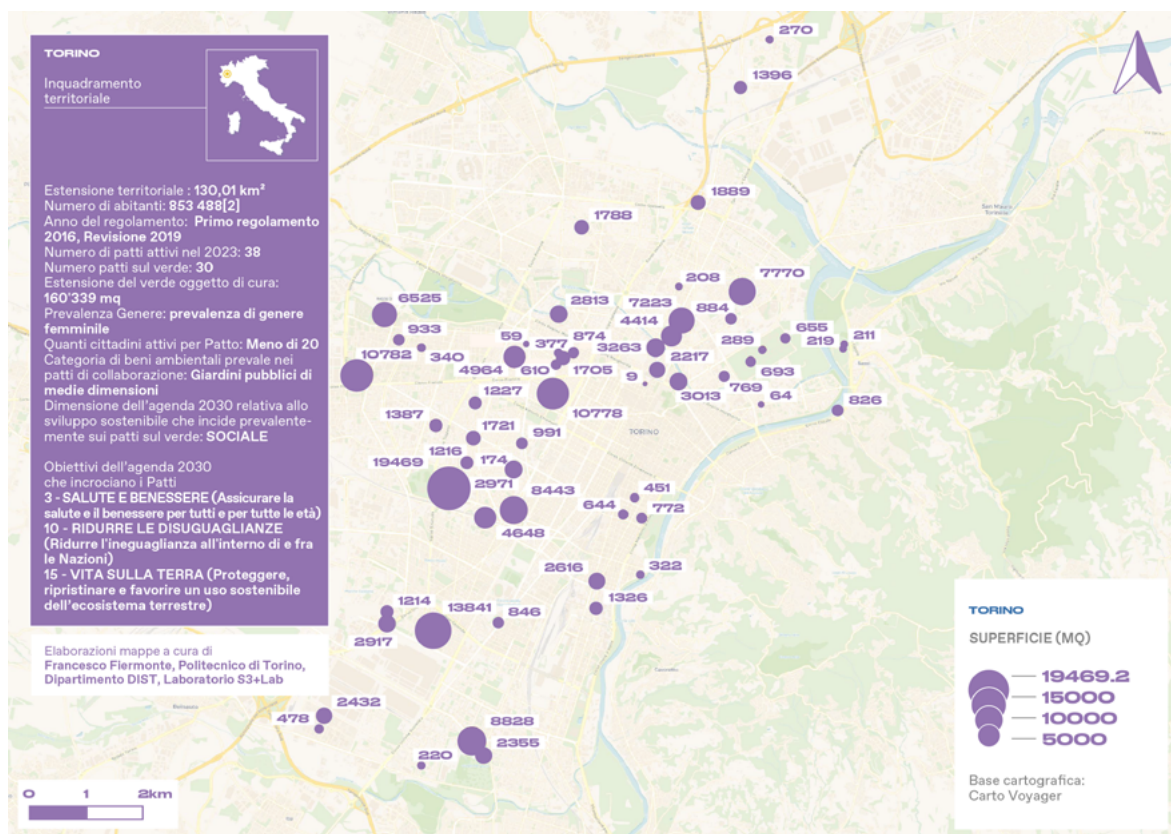 TORINO
Inquadramento
territoriale
Estensione territoriale : 130,01 km²
Numero di abitanti: 853 488[2]
Anno del regolamento: Primo regolamento
2016, Revisione 2019
Numero di patti attivi nel 2023: 38
Numero patti sul verde: 30
Estensione del verde oggetto di cura:
160'339 mq
Prevalenza Genere: prevalenza di genere
femminile
Quanti cittadini attivi per Patto: Meno di 20
Categoria di beni ambientali prevale nei
patti di collaborazione: Giardini pubblici di
medie dimensioni
Dimensione dell'agenda 2030 relativa allo
sviluppo sostenibile che incide prevalente-
mente sui patti sul verde: SOCIALE
Obiettivi dell'agenda 2030
che incrociano i Patti
3 - SALUTE E BENESSERE (Assicurare la
salute e il benessere per tutti e per tutte le età)
10 - RIDURRE LE DISUGUAGLIANZE
(Ridurre l'ineguaglianza all'interno di e fra
le Nazioni)
15 - VITA SULLA TERRA (Proteggere,
ripristinare e favorire un uso sostenibile
dell'ecosistema terrestre)
Elaborazioni mappe a cura di
Francesco Fiermonte, Politecnico di Torino,
Dipartimento DIST, Laboratorio S3+Lab
270
1396
1889
1788
208
7770
6525
2813
7223
884
4414
933
59
377
874
655
211
340
3263
289
219
10782
4964
610
1705
2217
693
9
769
3013
64
826
1227
10778
1387
1721
TORINO
991
1216
174
19469
2971
8443
451
644
772
4648
2616
322
1326
1214
13841
846
2917
2432
478
8828
2355
220
San Mauro
Torinese
0 1 2km
TORINO
SUPERFICIE (MQ)
19469.2
15000
10000
5000
Base cartografica:
Carto Voyager